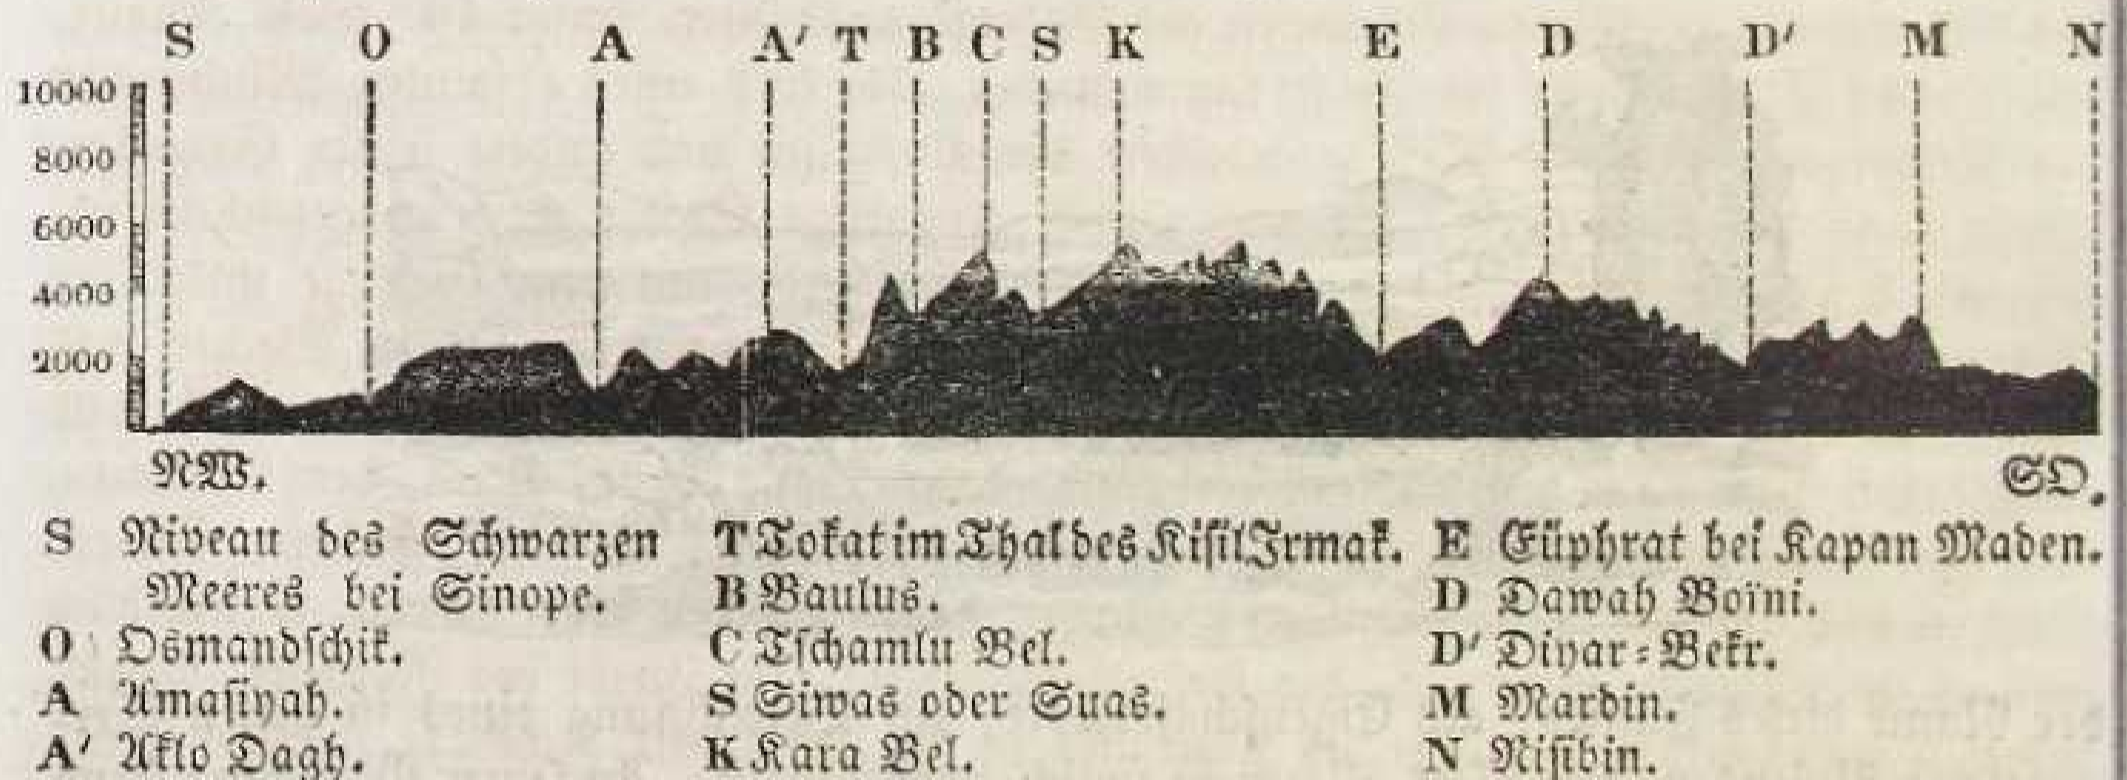 S O A A′ T B C S K E D D′ M N
10000
8000
6000
4000
2000
NW. SO.
S Niveau des Schwarzen
Meeres bei Sinope.
O Osmandschik.
A Amasiyah.
A′ Aklo Dagh.
T Tokat im Thal des Kisil Irmak.
B Baulus.
C Tschamlu Bel.
S Siwas oder Suas.
K Kara Bel.
E Eüphrat bei Kapan Maden.
D Dawah Boïni.
D′ Diyar=Bekr.
M Mardin.
N Nisibin.